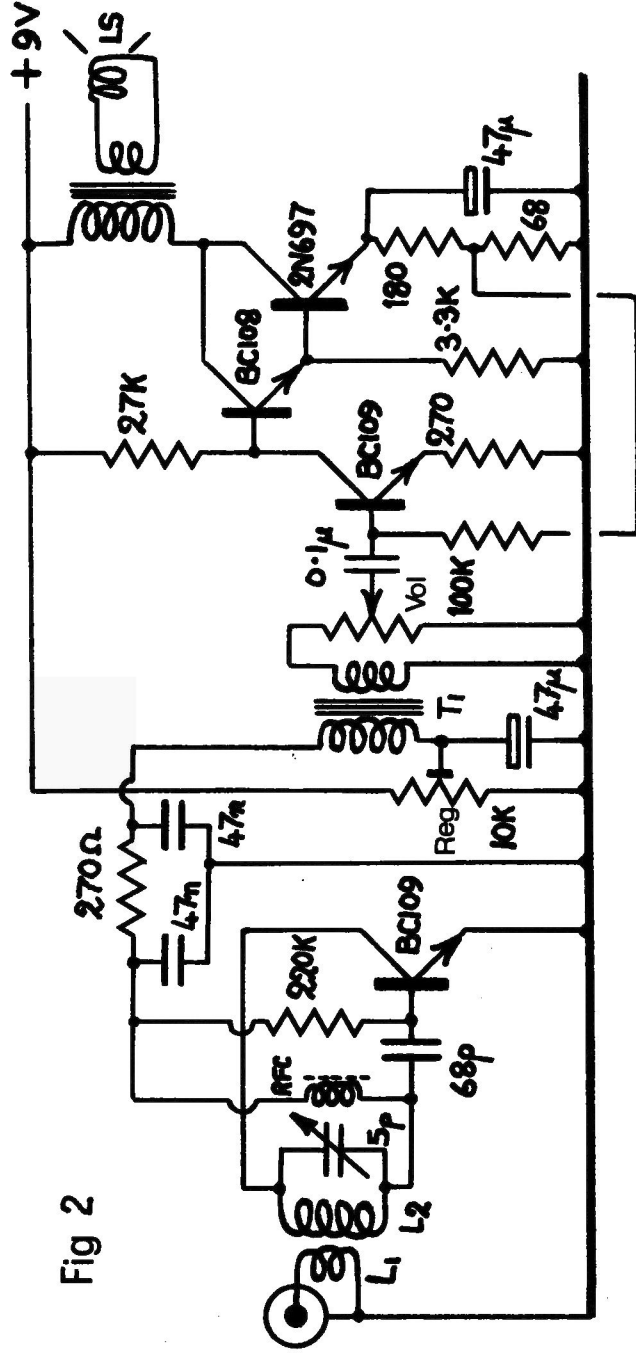 Fig 2
L1
L2
5p
RFC
68p
220K
BC109
270Ω
47n
47n
Reg
10K
T1
47μ
Vol
0.1μ
100K
BC109
270
27K
BC108
3.3K
2N697
180
68
47μ
+9V
LS